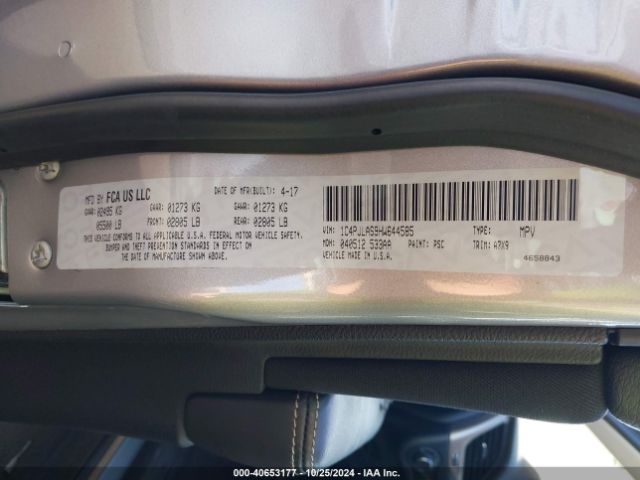 MFD BY FCA US LLC DATE OF MFR(BUILT): 4-17
GVWR: 02495 KG GAWR: 01273 KG GAWR: 01273 KG
05500 LB FRONT: 02805 LB REAR: 02805 LB
THIS VEHICLE CONFORMS TO ALL APPLICABLE U.S.A. FEDERAL MOTOR VEHICLE SAFETY,
BUMPER AND THEFT PREVENTION STANDARDS IN EFFECT ON
THE DATE OF MANUFACTURE SHOWN ABOVE.
VIN: 1C4PJLAS9HW644585 TYPE: MPV
MDH: 040512 533AA PAINT: PSC TRIM: A7X9
VEHICLE MADE IN U.S.A. 4658843
COPART: 40653177 - 10/25/2024 - IAA Inc.